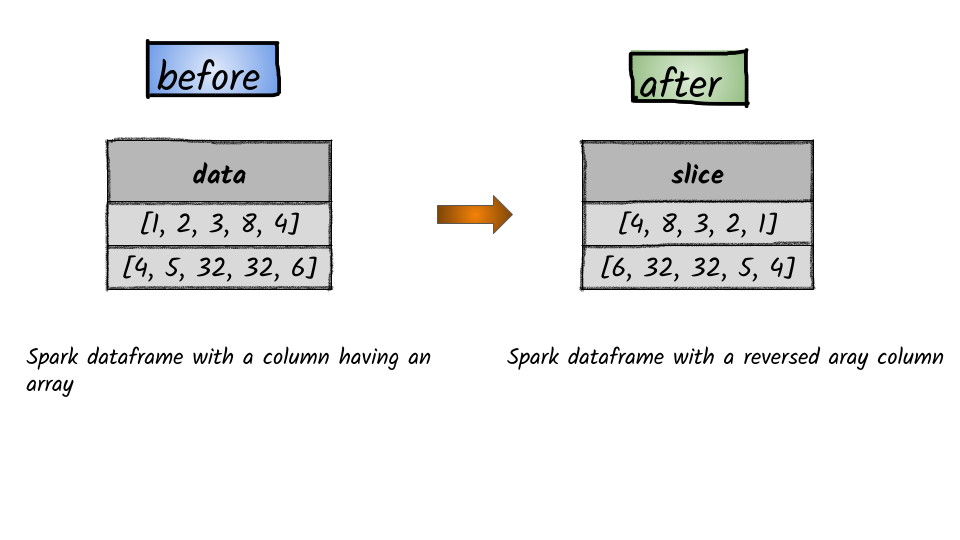 before
after
data
[1, 2, 3, 8, 4]
[4, 5, 32, 32, 6]
slice
[4, 8, 3, 2, 1]
[6, 32, 32, 5, 4]
Spark dataframe with a column having an
array
Spark dataframe with a reversed aray column